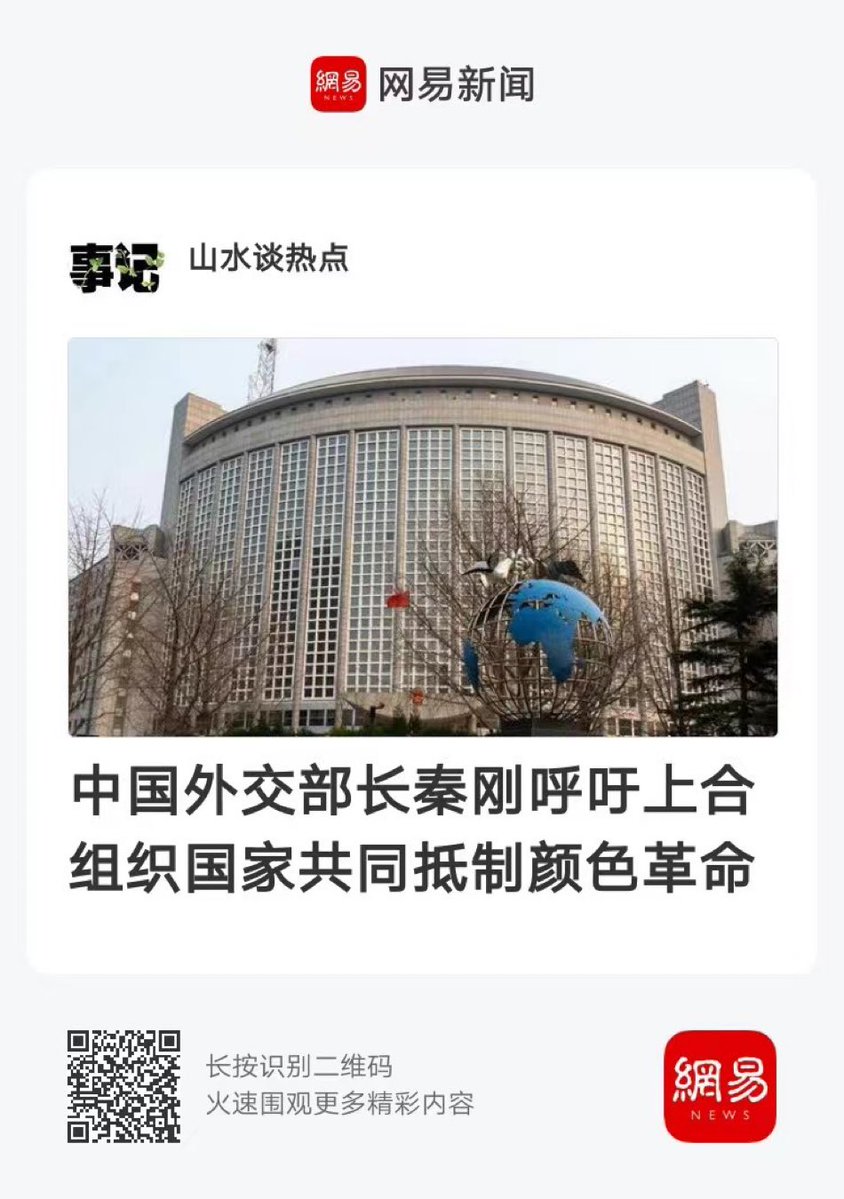 網易
NEWS
网易新闻
事记
山水谈热点
中国外交部长秦刚呼吁上合
组织国家共同抵制颜色革命
长按识别二维码
火速围观更多精彩内容
網易
NEWS